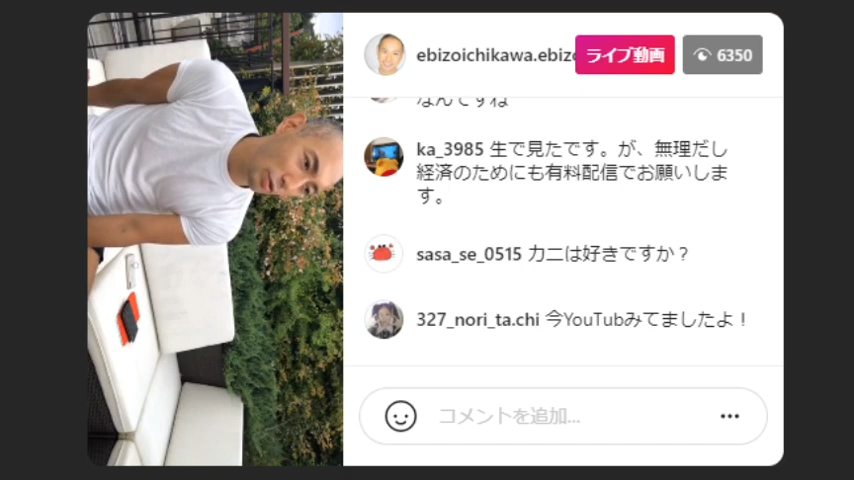 ebizoichikawa.ebizo
ライブ動画
6350
なんですね
ka_3985 生で見たです。が、無理だし
経済のためにも有料配信でお願いしま
す。
sasa_se_0515 カニは好きですか？
327_nori_ta.chi 今YouTubみてましたよ！
コメントを追加...